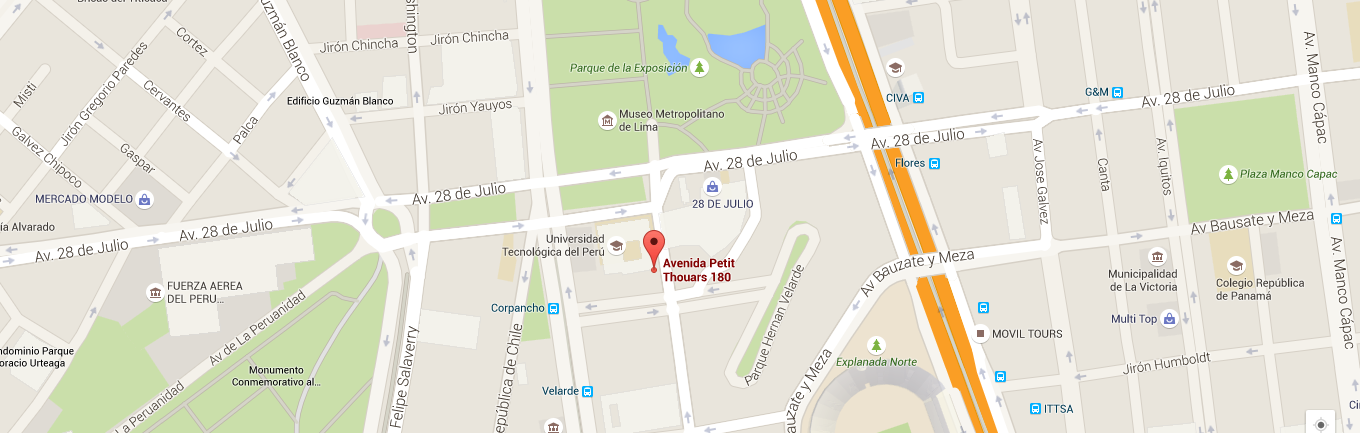 Jirón Chincha
Jirón Chincha
Guzmán Blanco
Cortez
Misti
Jirón Gregorio Paredes
Cervantes
Palca
Edificio Guzmán Blanco
Jirón Yauyos
Galvez Chipoco
Gaspar
MERCADO MODELO
Parque de la Exposición
Museo Metropolitano
de Lima
CIVA
G&M
Av. 28 de Julio
Av. 28 de Julio
Av. 28 de Julio
Av. 28 de Julio
Av. 28 de Julio
Av. 28 de Julio
Av. Manco Cápac
Flores
Av Jose Galvez
Canta
Av. Iquitos
Plaza Manco Capac
28 DE JULIO
ía Alvarado
Universidad
Tecnológica del Perú
Avenida Petit
Thouars 180
Av Bausate y Meza
Av Bauzate y Meza
Av. Manco Cápac
FUERZA AEREA
DEL PERU...
Municipalidad
de La Victoria
Colegio República
de Panamá
Corpancho
Parque Hernan Velarde
Multi Top
MOVIL TOURS
Av de La Peruanidad
Felipe Salaverry
epública de Chile
ndominio Parque
oracio Urteaga
Monumento
Conmemorativo al...
Explanada Norte
Jirón Humboldt
Velarde
La Peruanidad
auzate y Meza
ITTSA